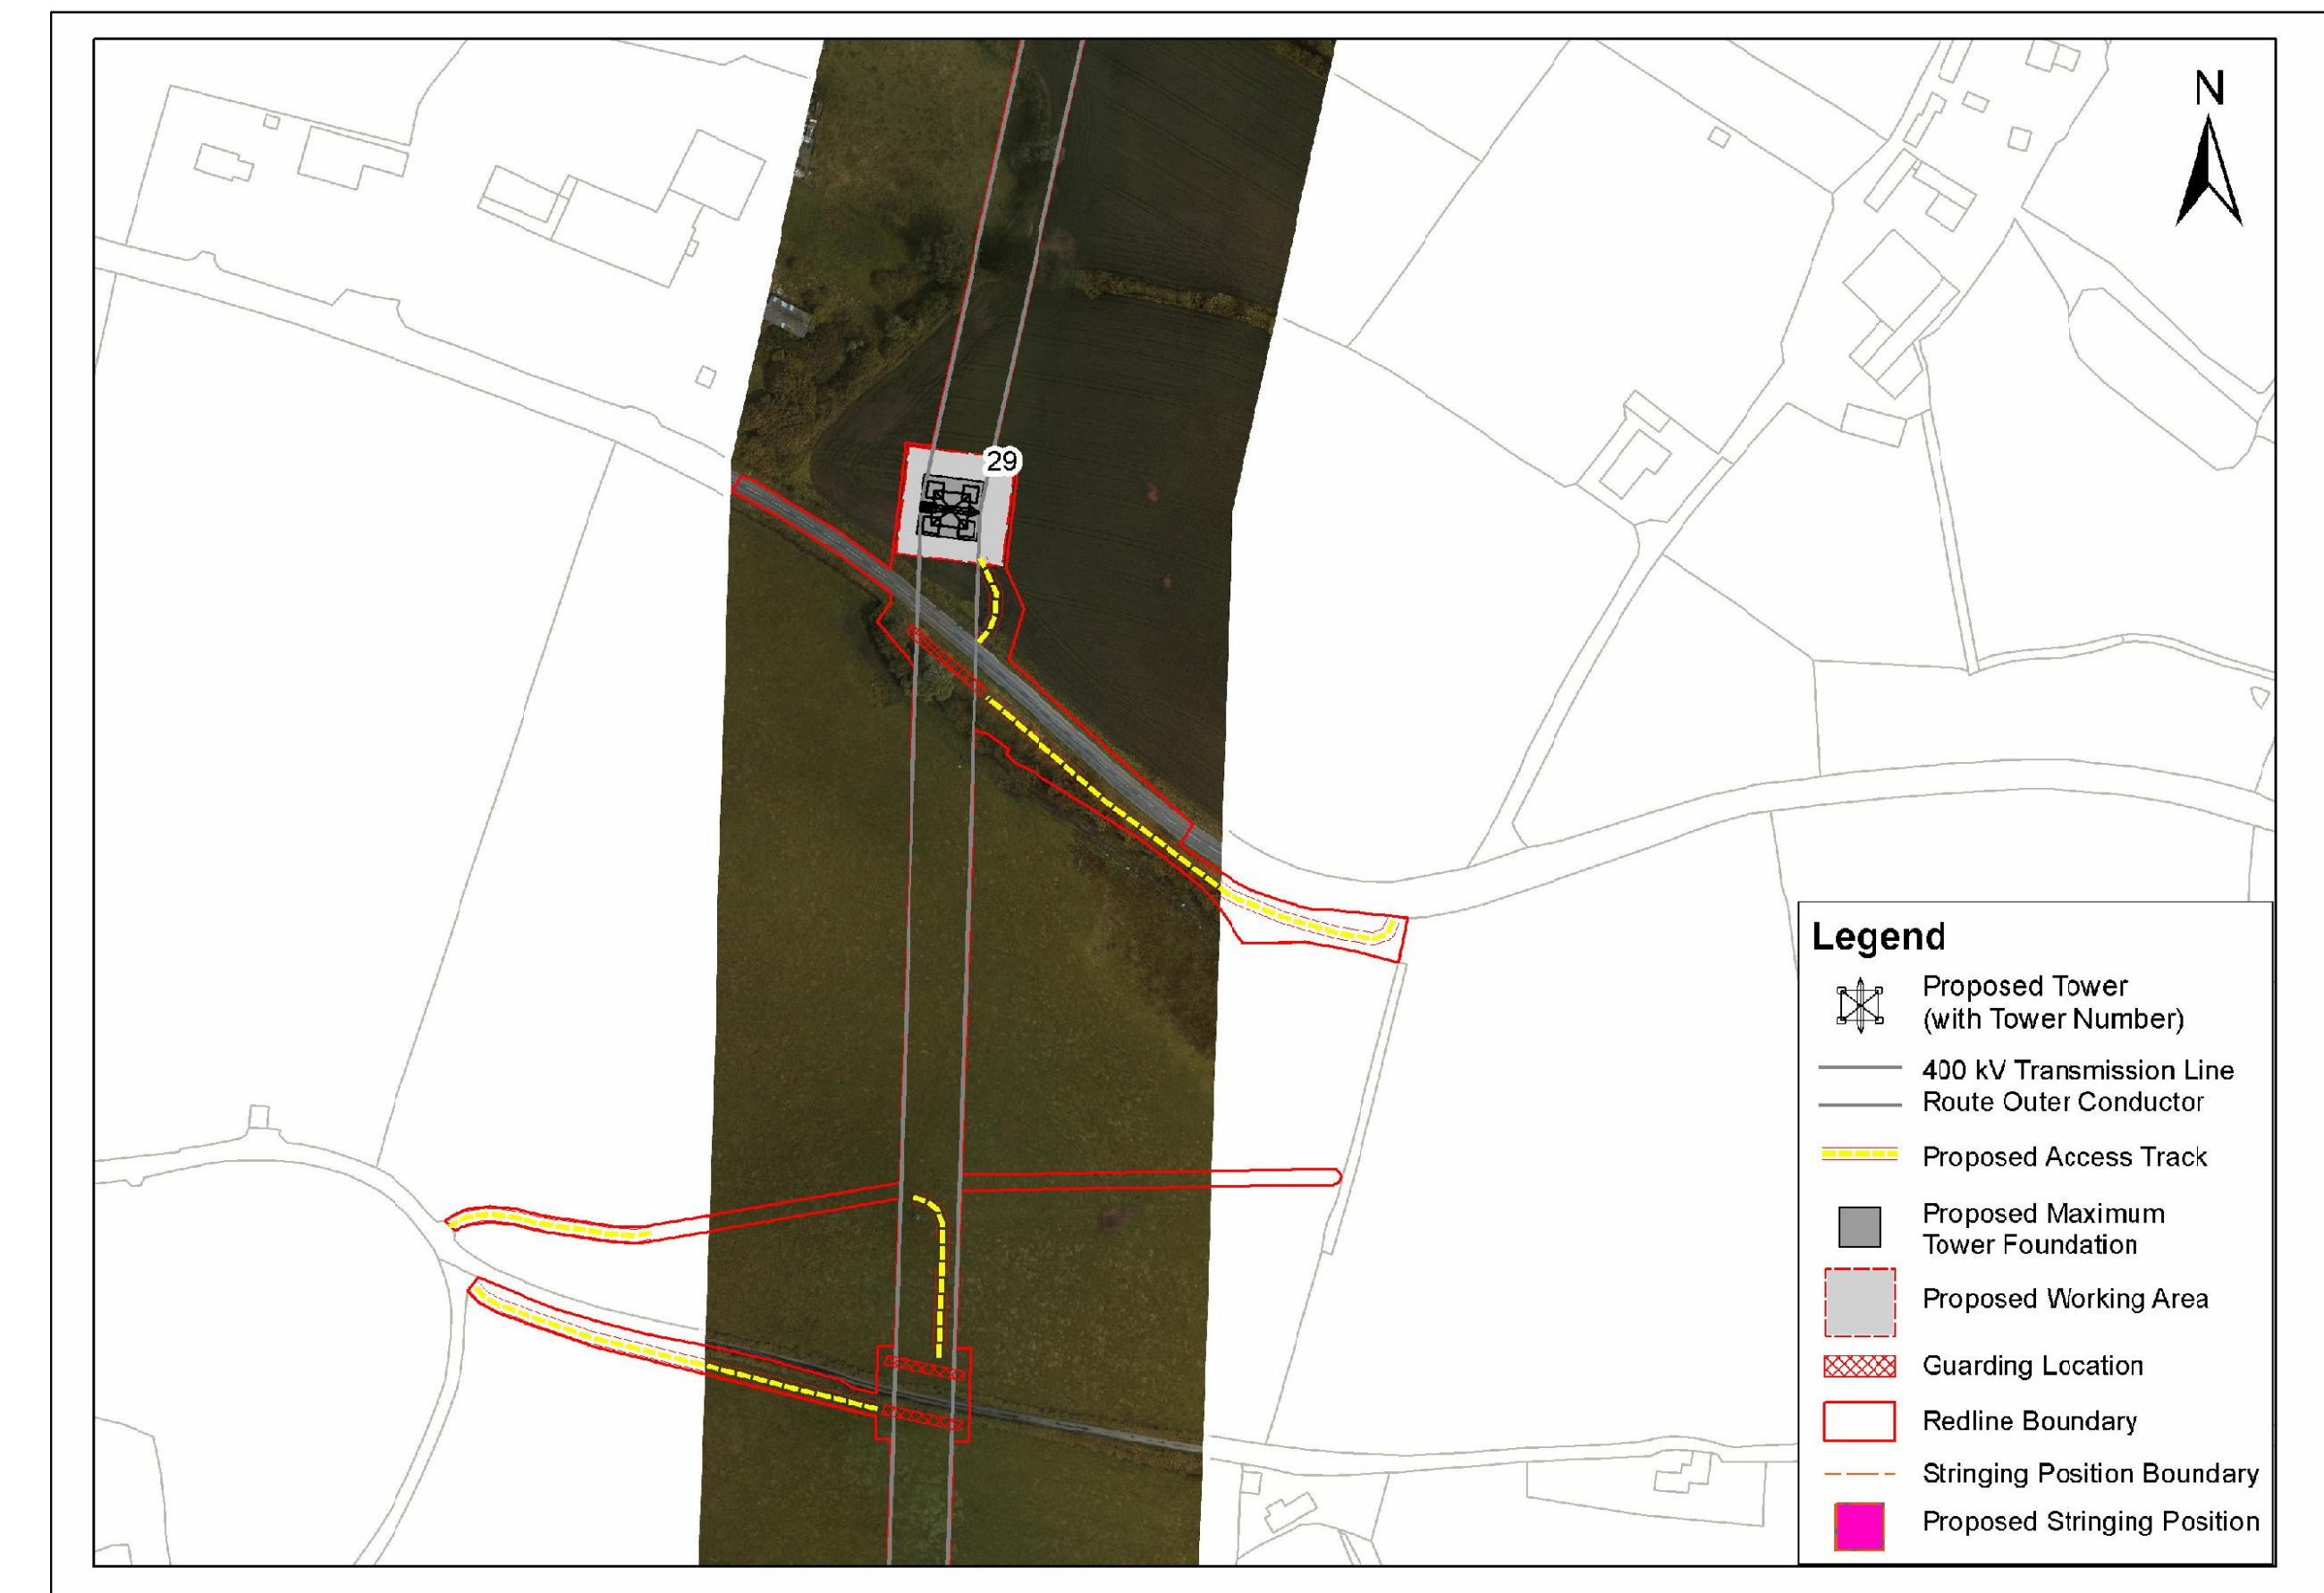 N
29
Legend
Proposed Tower
(with Tower Number)
400 kV Transmission Line
Route Outer Conductor
Proposed Access Track
Proposed Maximum
Tower Foundation
Proposed Working Area
Guarding Location
Redline Boundary
Stringing Position Boundary
Proposed Stringing Position